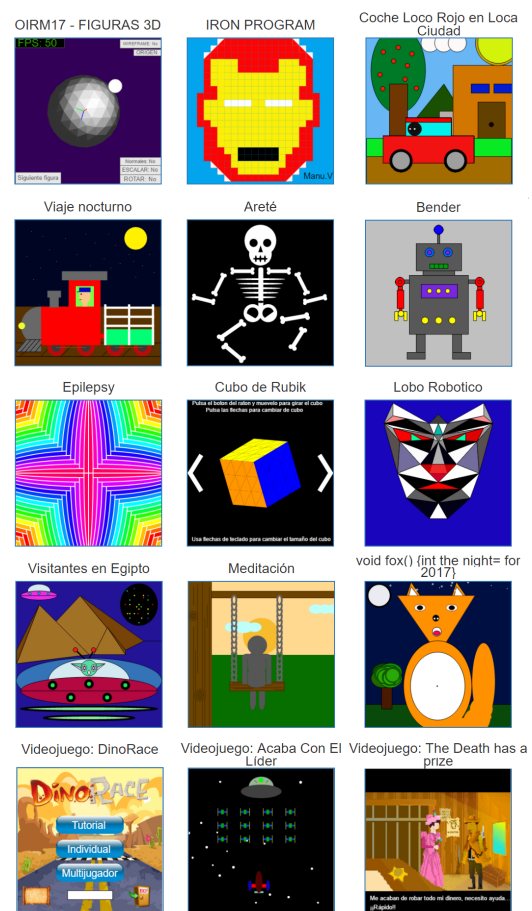 OIRM17 - FIGURAS 3D
IRON PROGRAM
Coche Loco Rojo en Loca
Ciudad
FPS: 50
WIREFRAME: No
ORIGEN
Normales: No
ESCALAR: No
ROTAR: No
Siguiente figura
Manu.V
Viaje nocturno
Areté
Bender
Epilepsy
Cubo de Rubik
Lobo Robotico
Pulsa el boton del raton y muevelo para girar el cubo
Pulsa las flechas para cambiar de cubo
Usa flechas de teclado para cambiar el tamaño del cubo
Visitantes en Egipto
Meditación
void fox() {int the night= for
2017}
Videojuego: DinoRace
Videojuego: Acaba Con El
Líder
Videojuego: The Death has a
prize
DINO RACE
Tutorial
Individual
Multijugador
Me acaban de robar todo mi dinero, necesito ayuda...
¡¡Rápido!!